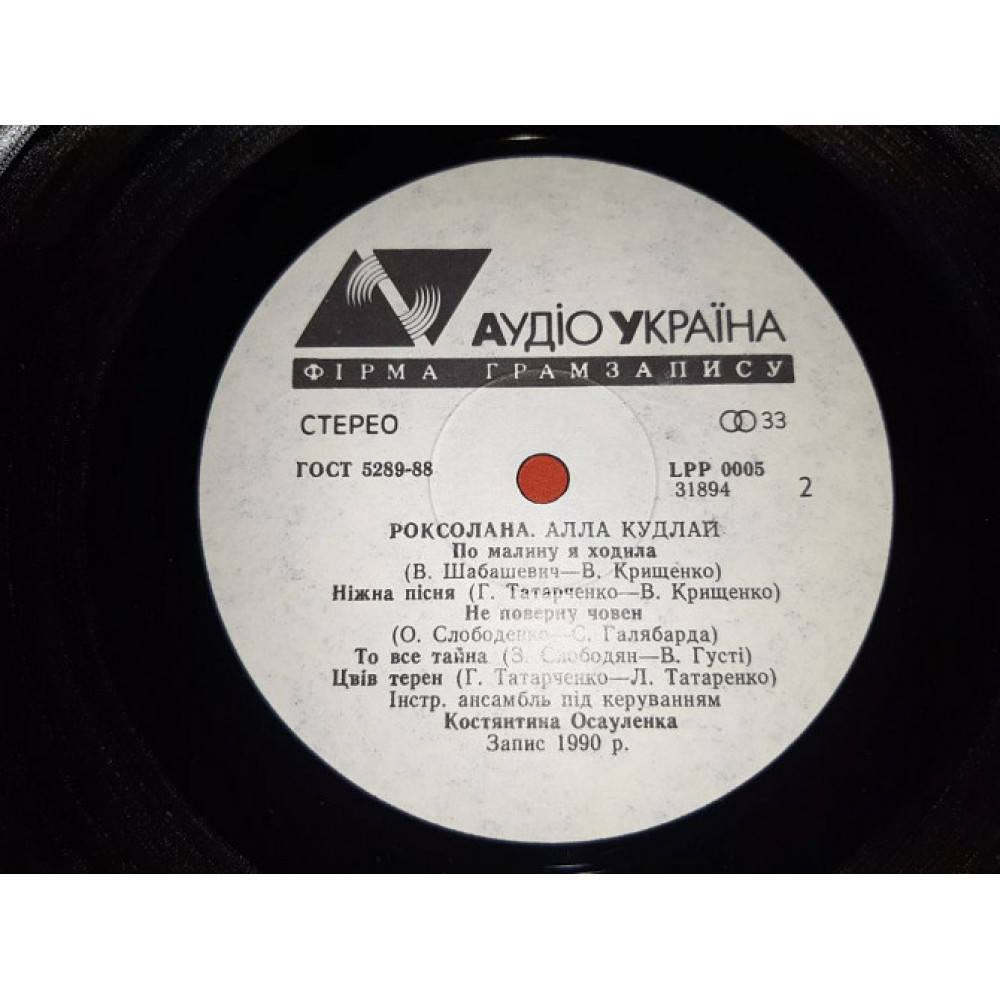 АУДІО УКРАЇНА
ФІРМА ГРАМЗАПИСУ
СТЕРЕО 33
ГОСТ 5289-88 LPP 0005
31894 2
РОКСОЛАНА. АЛЛА КУДЛАЙ
По малину я ходила
(В. Шабашевич—В. Крищенко)
Ніжна пісня (Г. Татарченко—В. Крищенко)
Не поверну човен
(О. Слободенко—С. Галябарда)
То все тайна (З. Слободян—В. Густі)
Цвів терен (Г. Татарченко—Л. Татаренко)
Інстр. ансамбль під керуванням
Костянтина Осауленка
Запис 1990 р.